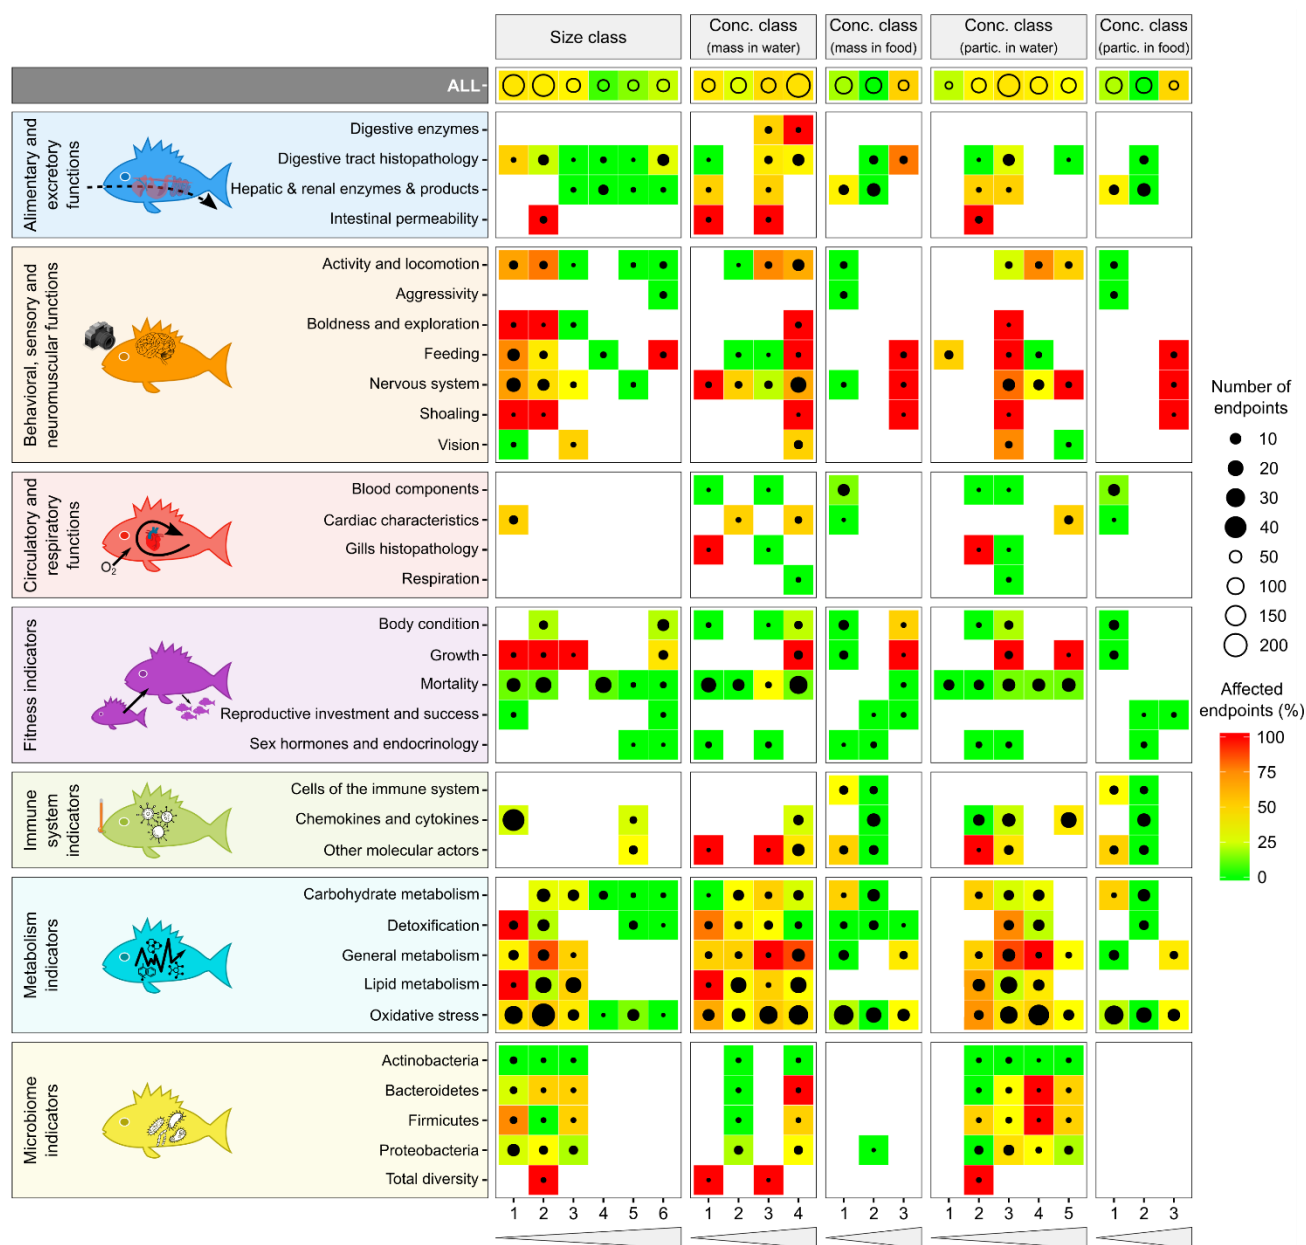 Size class
Conc. class
(mass in water)
Conc. class
(mass in food)
Conc. class
(partic. in water)
Conc. class
(partic. in food)
ALL
Alimentary and
excretory
functions
Digestive enzymes
Digestive tract histopathology
Hepatic & renal enzymes & products
Intestinal permeability
Behavioral, sensory and
neuromuscular functions
Activity and locomotion
Aggressivity
Boldness and exploration
Feeding
Nervous system
Shoaling
Vision
Circulatory and
respiratory
functions
O2
Blood components
Cardiac characteristics
Gills histopathology
Respiration
Fitness indicators
Body condition
Growth
Mortality
Reproductive investment and success
Sex hormones and endocrinology
Immune
system
indicators
Cells of the immune system
Chemokines and cytokines
Other molecular actors
Metabolism
indicators
Carbohydrate metabolism
Detoxification
General metabolism
Lipid metabolism
Oxidative stress
Microbiome
indicators
Actinobacteria
Bacteroidetes
Firmicutes
Proteobacteria
Total diversity
1 2 3 4 5 6 1 2 3 4 1 2 3 1 2 3 4 5 1 2 3
Number of
endpoints
10
20
30
40
50
100
150
200
Affected
endpoints (%)
100
75
50
25
0